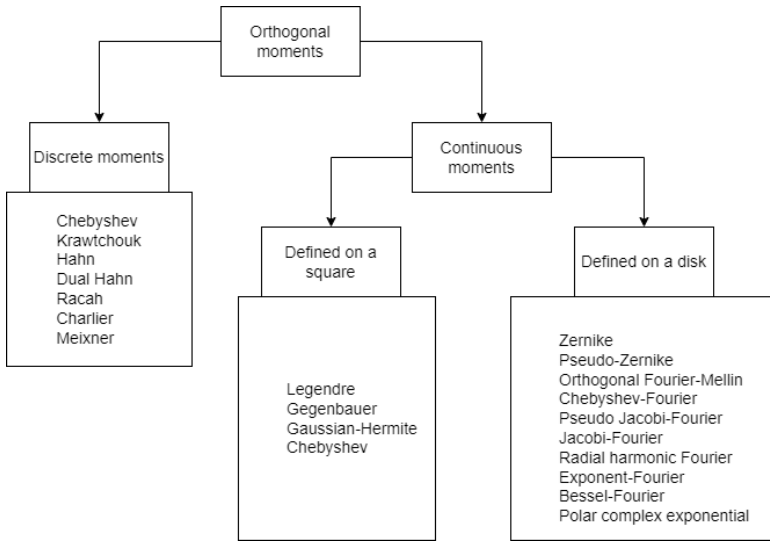 Orthogonal
moments
Discrete moments
Continuous
moments
Chebyshev
Krawtchouk
Hahn
Dual Hahn
Racah
Charlier
Meixner
Defined on a
square
Defined on a disk
Legendre
Gegenbauer
Gaussian-Hermite
Chebyshev
Zernike
Pseudo-Zernike
Orthogonal Fourier-Mellin
Chebyshev-Fourier
Pseudo Jacobi-Fourier
Jacobi-Fourier
Radial harmonic Fourier
Exponent-Fourier
Bessel-Fourier
Polar complex exponential